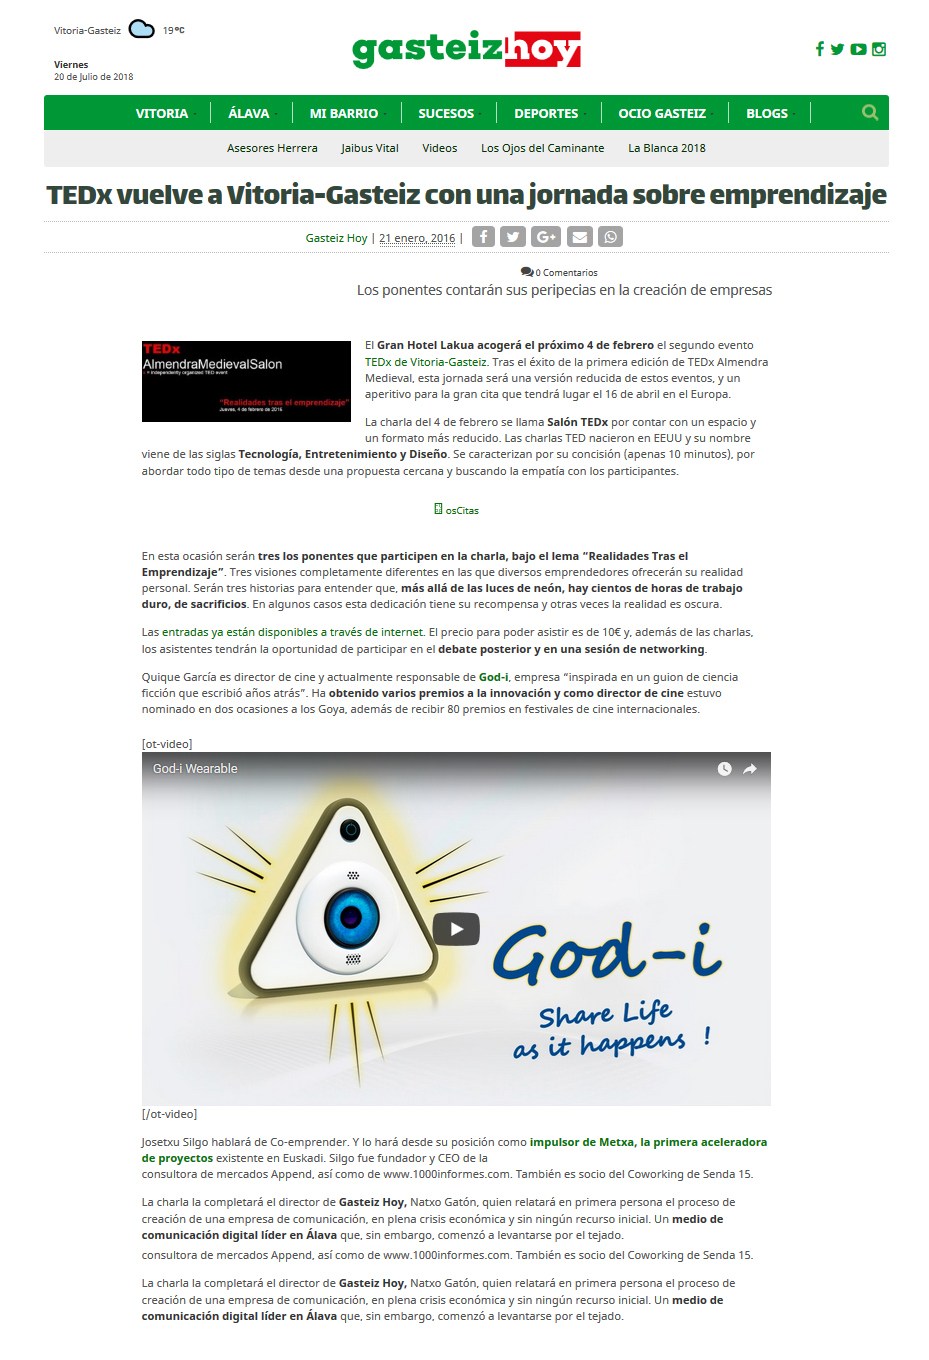 Vitoria-Gasteiz 19ºC
Viernes
20 de Julio de 2018
gasteizhoy
VITORIA ÁLAVA MI BARRIO SUCESOS DEPORTES OCIO GASTEIZ BLOGS
Asesores Herrera Jaibus Vital Videos Los Ojos del Caminante La Blanca 2018
TEDx vuelve a Vitoria-Gasteiz con una jornada sobre emprendizaje
Gasteiz Hoy | 21 enero, 2016 |
0 Comentarios
Los ponentes contarán sus peripecias en la creación de empresas
TEDx
AlmendraMedievalSalon
x = independently organized TED event
“Realidades tras el emprendizaje”
Jueves, 4 de febrero de 2016
El Gran Hotel Lakua acogerá el próximo 4 de febrero el segundo evento
TEDx de Vitoria-Gasteiz. Tras el éxito de la primera edición de TEDx Almendra
Medieval, esta jornada será una versión reducida de estos eventos, y un
aperitivo para la gran cita que tendrá lugar el 16 de abril en el Europa.
La charla del 4 de febrero se llama Salón TEDx por contar con un espacio y
un formato más reducido. Las charlas TED nacieron en EEUU y su nombre
viene de las siglas Tecnología, Entretenimiento y Diseño. Se caracterizan por su concisión (apenas 10 minutos), por
abordar todo tipo de temas desde una propuesta cercana y buscando la empatía con los participantes.
osCitas
En esta ocasión serán tres los ponentes que participen en la charla, bajo el lema “Realidades Tras el
Emprendizaje”. Tres visiones completamente diferentes en las que diversos emprendedores ofrecerán su realidad
personal. Serán tres historias para entender que, más allá de las luces de neón, hay cientos de horas de trabajo
duro, de sacrificios. En algunos casos esta dedicación tiene su recompensa y otras veces la realidad es oscura.
Las entradas ya están disponibles a través de internet. El precio para poder asistir es de 10€ y, además de las charlas,
los asistentes tendrán la oportunidad de participar en el debate posterior y en una sesión de networking.
Quique García es director de cine y actualmente responsable de God-i, empresa “inspirada en un guion de ciencia
ficción que escribió años atrás”. Ha obtenido varios premios a la innovación y como director de cine estuvo
nominado en dos ocasiones a los Goya, además de recibir 80 premios en festivales de cine internacionales.
[ot-video]
God-i Wearable
God-i
Share Life
as it happens !
[/ot-video]
Josetxu Silgo hablará de Co-emprender. Y lo hará desde su posición como impulsor de Metxa, la primera aceleradora
de proyectos existente en Euskadi. Silgo fue fundador y CEO de la
consultora de mercados Append, así como de www.1000informes.com. También es socio del Coworking de Senda 15.
La charla la completará el director de Gasteiz Hoy, Natxo Gatón, quien relatará en primera persona el proceso de
creación de una empresa de comunicación, en plena crisis económica y sin ningún recurso inicial. Un medio de
comunicación digital líder en Álava que, sin embargo, comenzó a levantarse por el tejado.
consultora de mercados Append, así como de www.1000informes.com. También es socio del Coworking de Senda 15.
La charla la completará el director de Gasteiz Hoy, Natxo Gatón, quien relatará en primera persona el proceso de
creación de una empresa de comunicación, en plena crisis económica y sin ningún recurso inicial. Un medio de
comunicación digital líder en Álava que, sin embargo, comenzó a levantarse por el tejado.